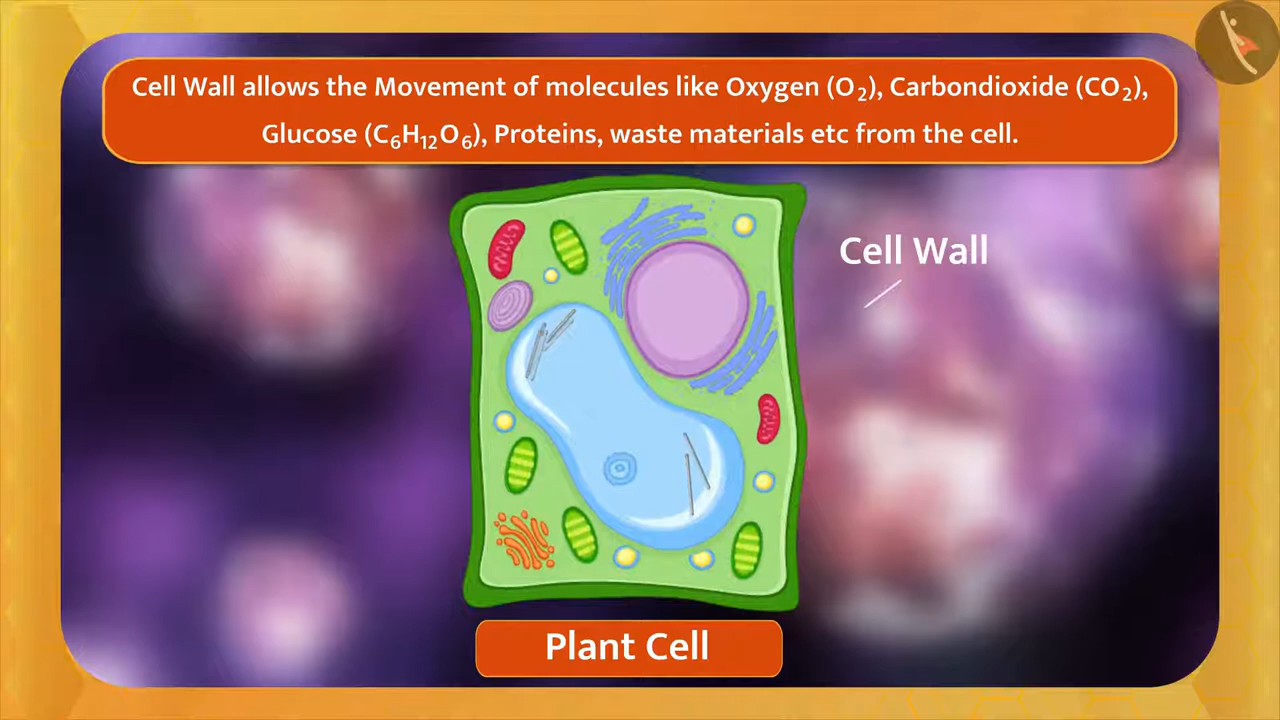 Cell Wall allows the Movement of molecules like Oxygen (O₂), Carbondioxide (CO₂),
Glucose (C₆H₁₂O₆), Proteins, waste materials etc from the cell.
Cell Wall
Plant Cell